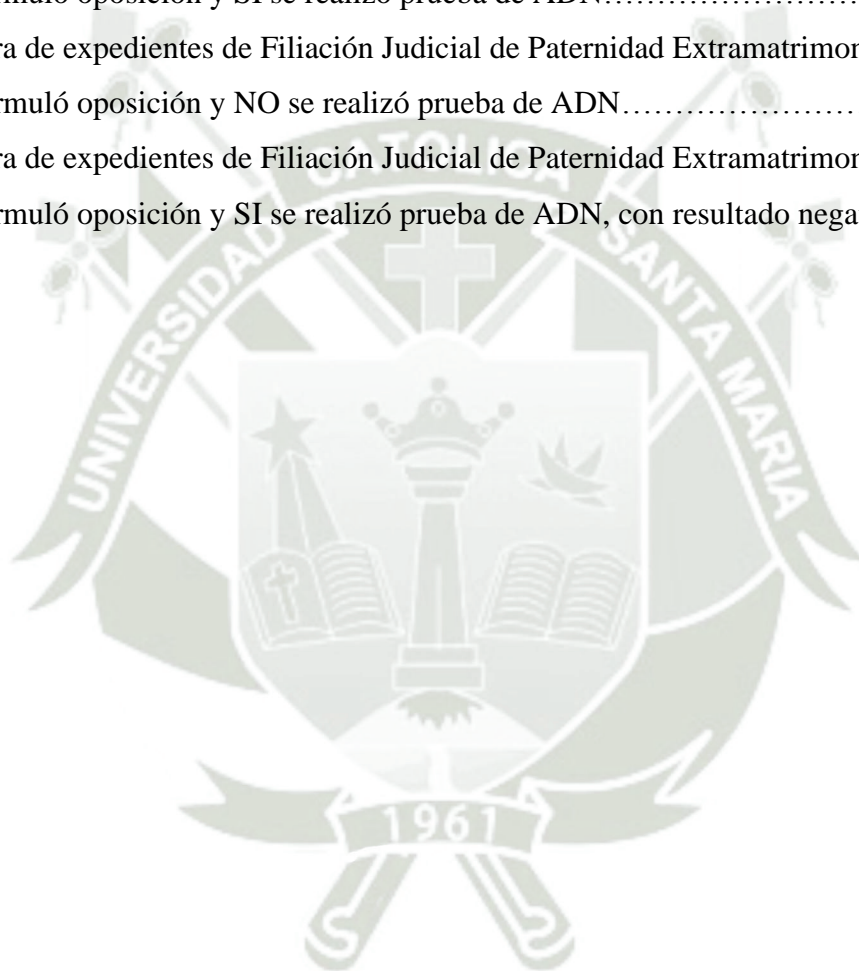 rmuló oposición y SI se realizó prueba de ADN……………………
ra de expedientes de Filiación Judicial de Paternidad Extramatrimon
rmuló oposición y NO se realizó prueba de ADN…………………
ra de expedientes de Filiación Judicial de Paternidad Extramatrimon
rmuló oposición y SI se realizó prueba de ADN, con resultado nega
UNIVERSIDAD CATOLICA SANTA MARIA
1961